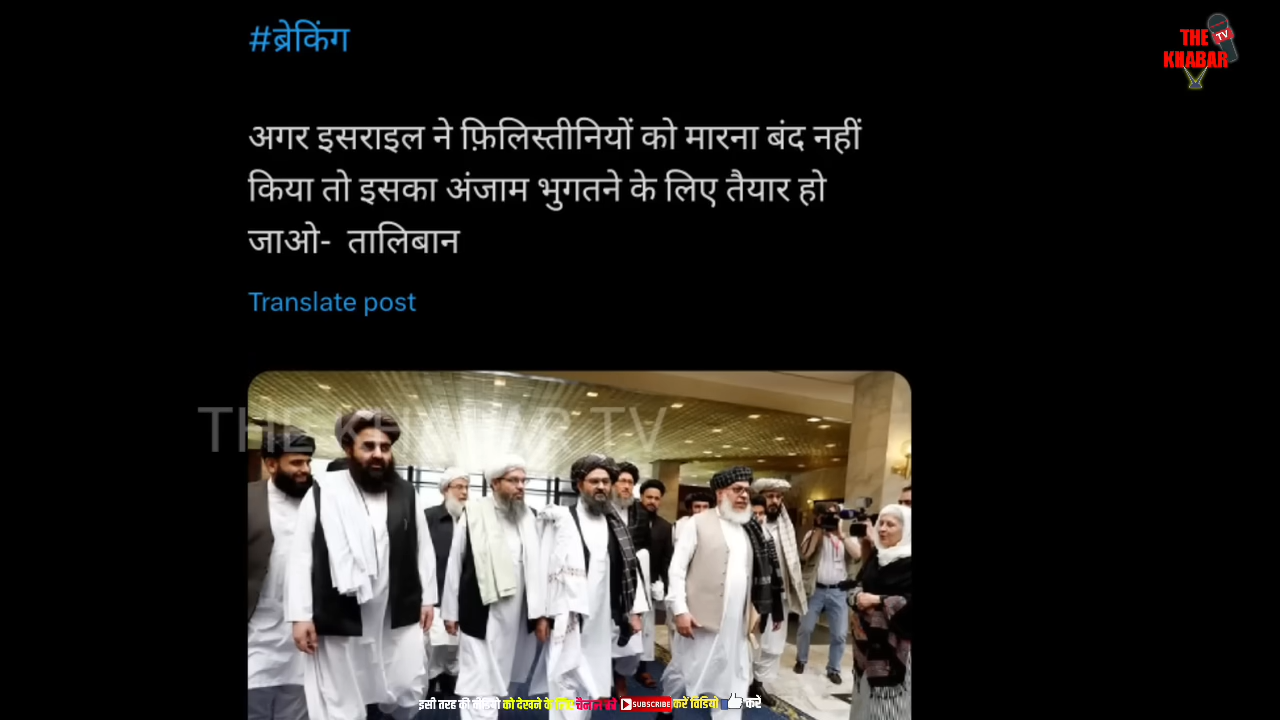 #ब्रेकिंग
THE
TV
KHABAR
अगर इसराइल ने फ़िलिस्तीनियों को मारना बंद नहीं
किया तो इसका अंजाम भुगतने के लिए तैयार हो
जाओ- तालिबान
Translate post
THE KHABAR TV
इसी तरह की वीडियो को देखने के लिए चैनल को SUBSCRIBE करें विडियो करे